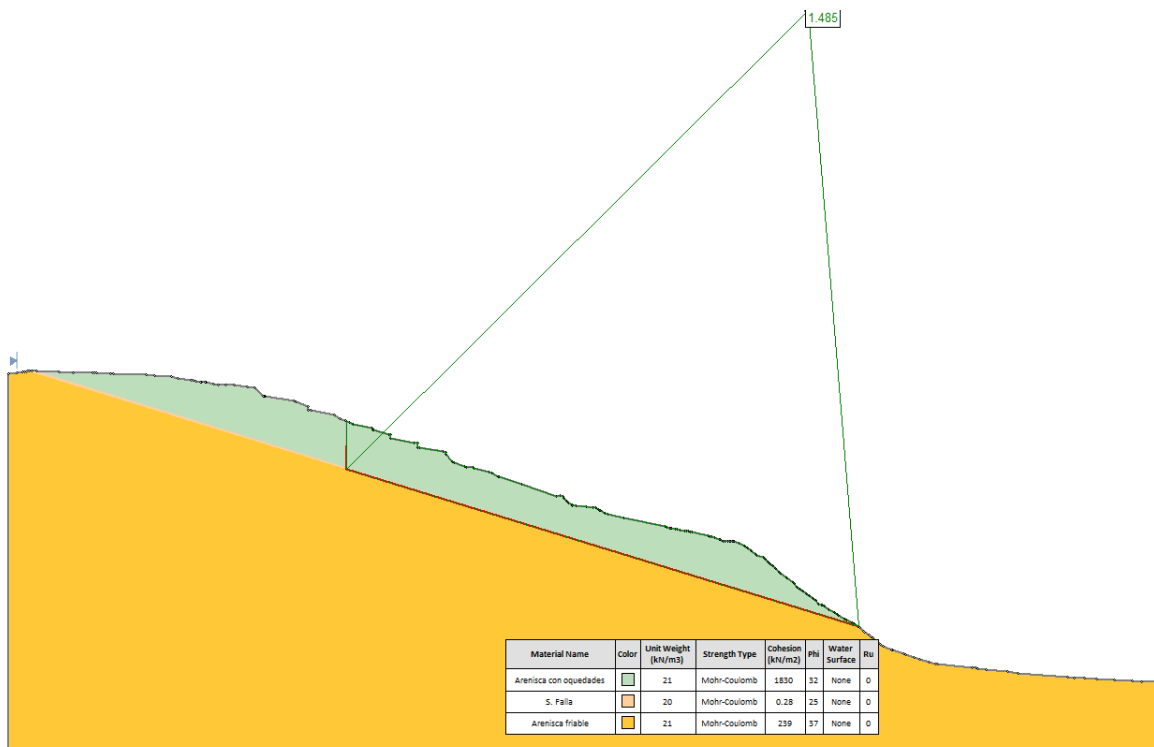 1.485
Material Name Color Unit Weight (kN/m3) Strength Type Cohesion (kN/m2) Phi Water Surface Ru
Arenisca con oquedades 21 Mohr-Coulomb 1830 32 None 0
S. Falla 20 Mohr-Coulomb 0.28 25 None 0
Arenisca friable 21 Mohr-Coulomb 239 37 None 0